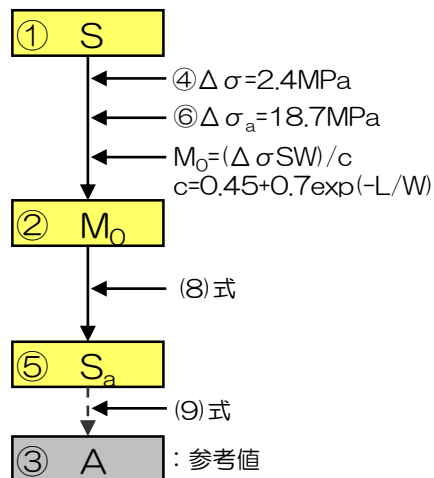 ① S
④Δσ=2.4MPa
⑥Δσa=18.7MPa
M0=(ΔσSW)/c
c=0.45+0.7exp(-L/W)
② M0
(8)式
⑤ Sa
(9)式
③ A :参考値